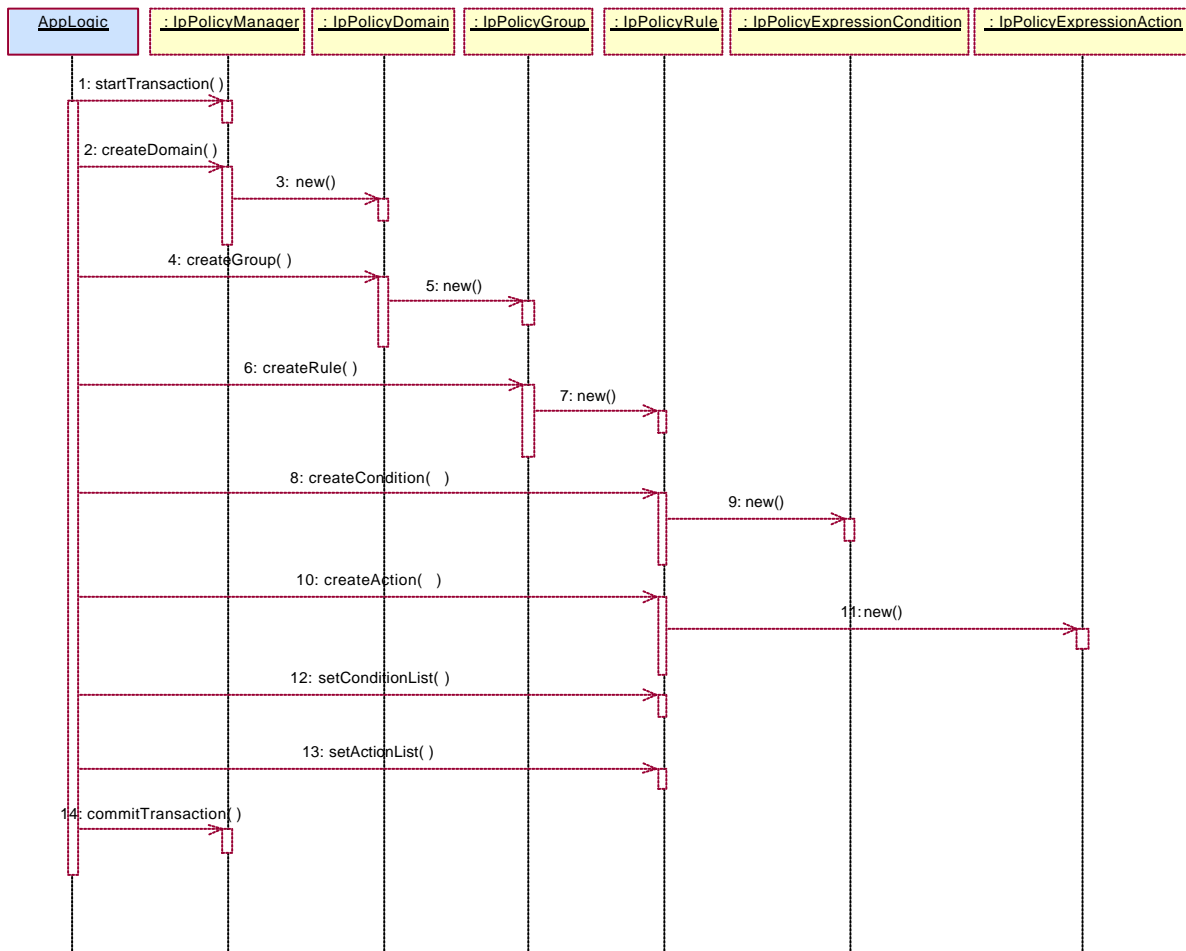 AppLogic
: IpPolicyManager
: IpPolicyDomain
: IpPolicyGroup
: IpPolicyRule
: IpPolicyExpressionCondition
: IpPolicyExpressionAction
1: startTransaction( )
2: createDomain( )
3: new()
4: createGroup( )
5: new()
6: createRule( )
7: new()
8: createCondition(   )
9: new()
10: createAction(   )
11: new()
12: setConditionList( )
13: setActionList( )
14: commitTransaction( )